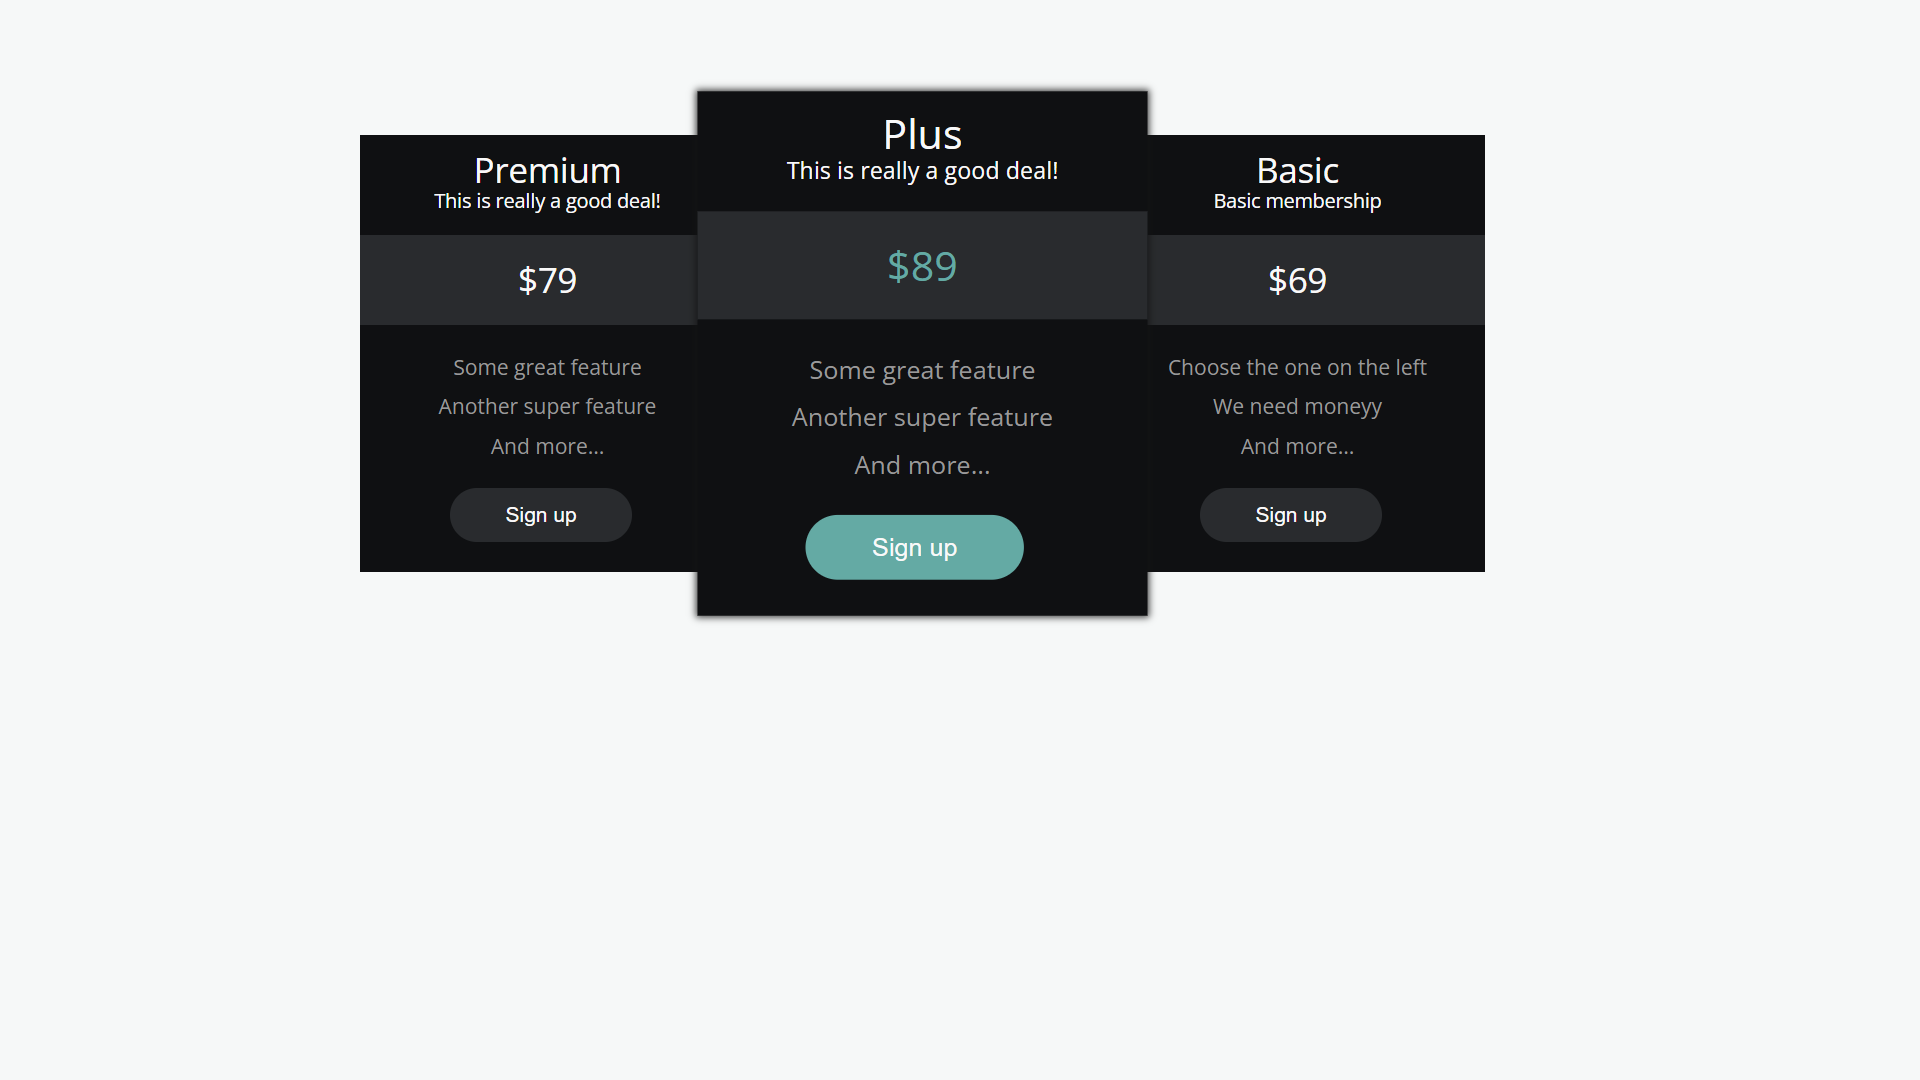 Premium
This is really a good deal!
$79
Some great feature
Another super feature
And more...
Sign up
Plus
This is really a good deal!
$89
Some great feature
Another super feature
And more...
Sign up
Basic
Basic membership
$69
Choose the one on the left
We need moneyy
And more...
Sign up